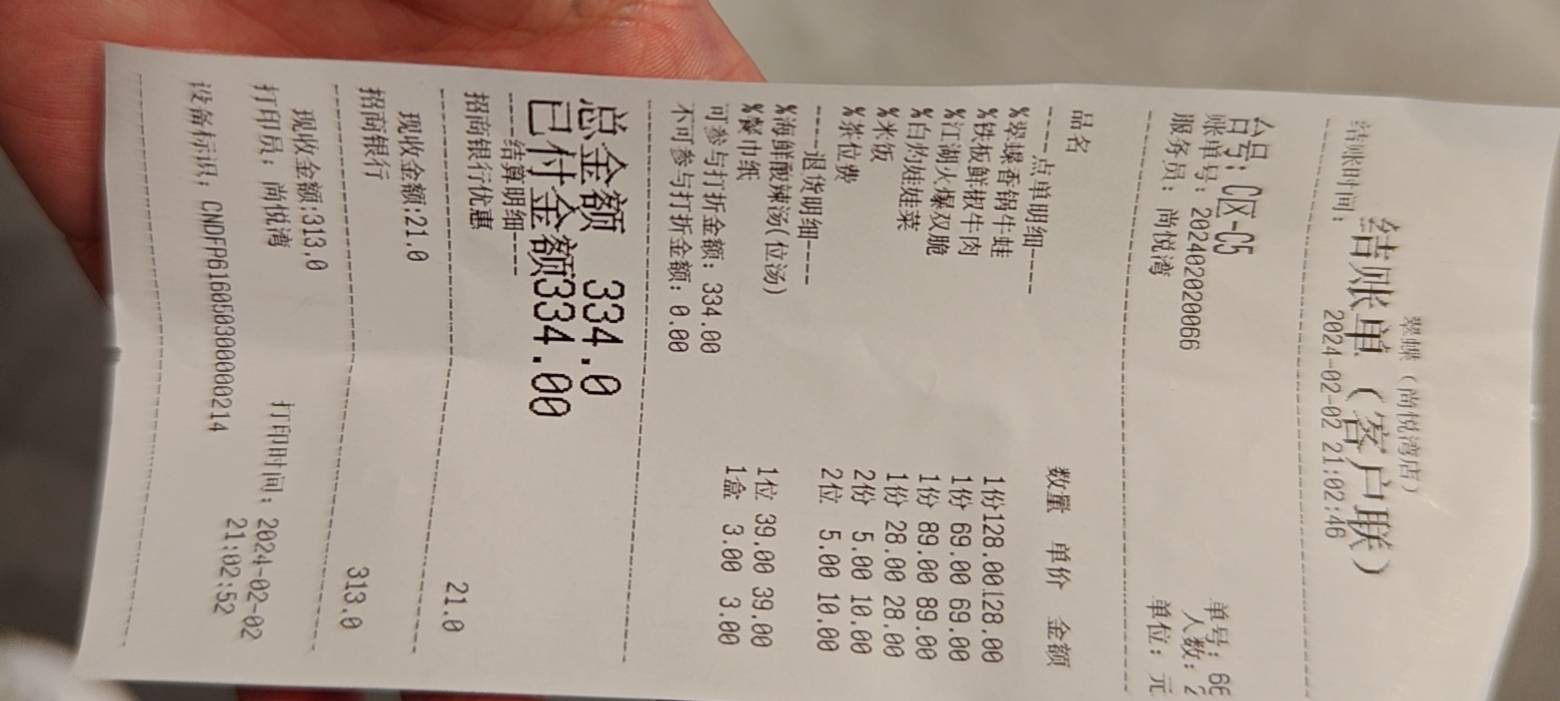 翠蝶（尚悦湾店）
结账单（客户联）
结账时间： 2024-02-02 21:02:46
单号：66
台号：C区-C5 人数：2
账单号：202402020066
服务员：尚悦湾 单位：元
品名 数量 单价 金额
----点单明细----
%翠蝶香锅牛蛙 1份128.00128.00
%铁板鲜椒牛肉 1份 69.00 69.00
%江湖火爆双脆 1份 89.00 89.00
%白灼娃娃菜 1份 28.00 28.00
%米饭 2份 5.00 10.00
%茶位费 2位 5.00 10.00
----退货明细----
%海鲜酸辣汤(位汤) 1位 39.00 39.00
%餐巾纸 1盒 3.00 3.00
可参与打折金额：334.00
不可参与打折金额：0.00
总金额 334.0
已付金额334.00
----结算明细----
招商银行优惠 21.0
现收金额:21.0
招商银行 313.0
现收金额:313.0
打印员：尚悦湾 打印时间：2024-02-02
21:02:52
设备标识：CNDFP616050300000214